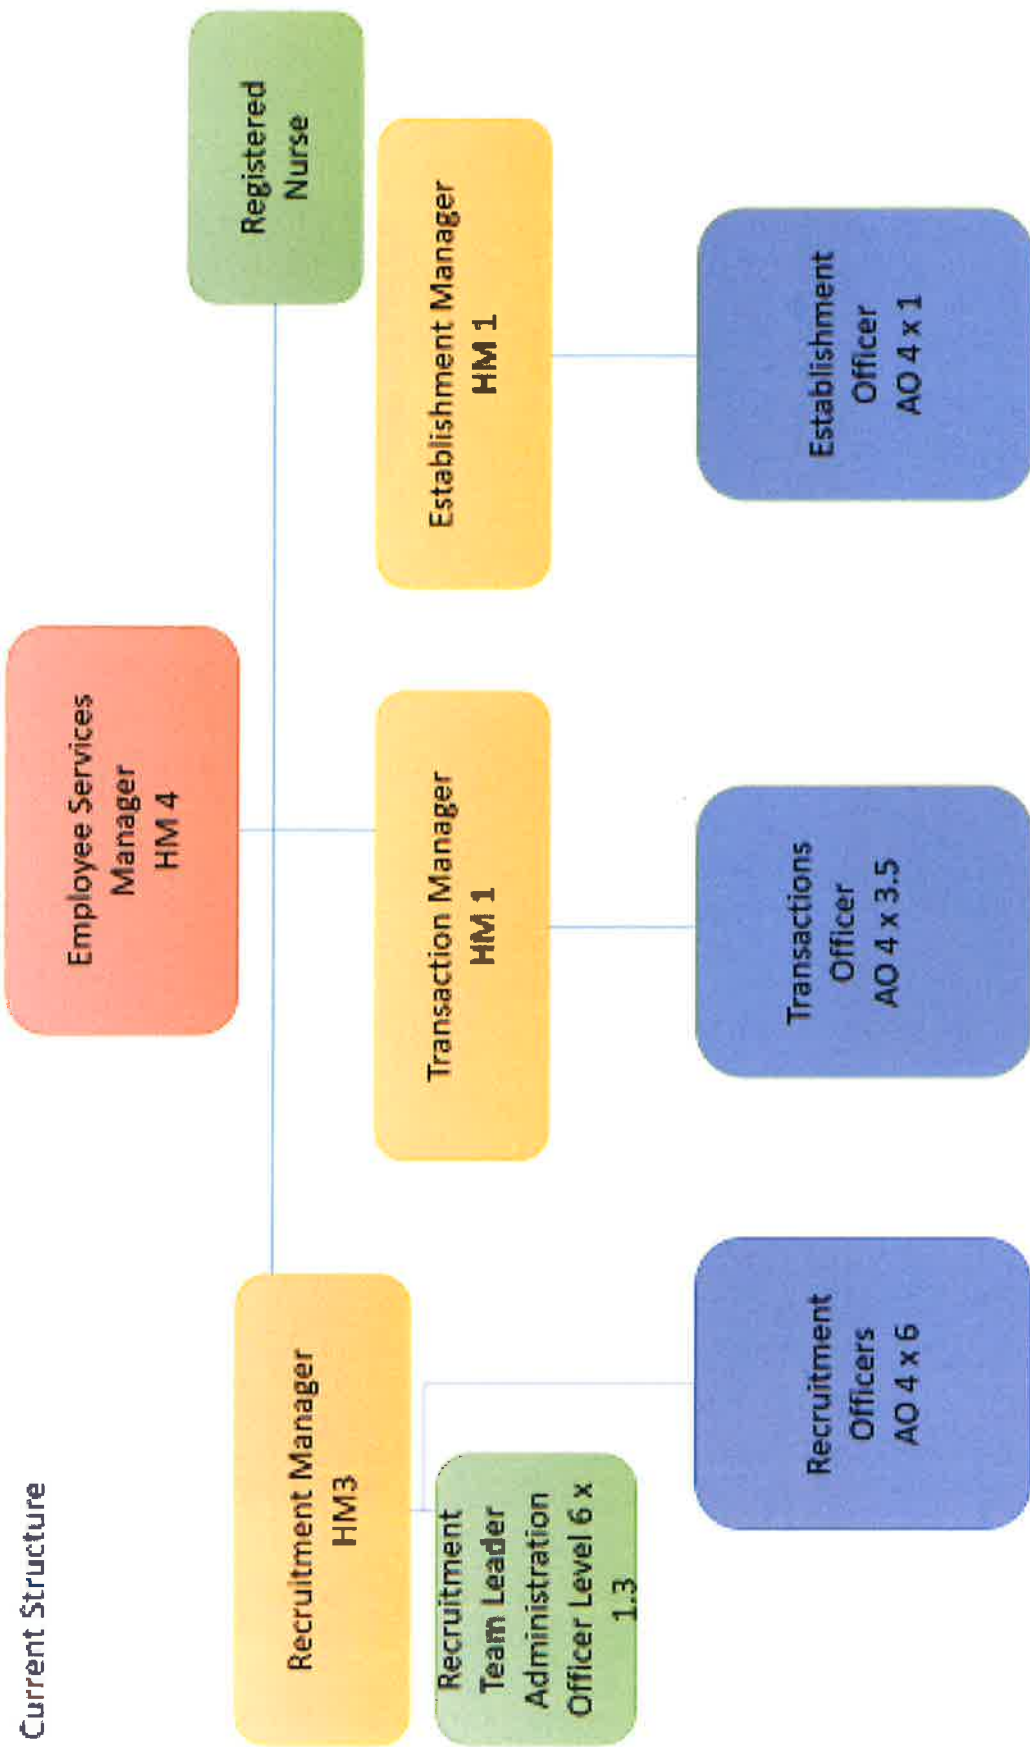 Current Structure
Employee Services
Manager
HM 4
Registered
Nurse
Recruitment Manager
HM3
Transaction Manager
HM 1
Establishment Manager
HM 1
Recruitment
Team Leader
Administration
Officer Level 6 x
1.3
Recruitment
Officers
AO 4 x 6
Transactions
Officer
AO 4 x 3.5
Establishment
Officer
AO 4 x 1